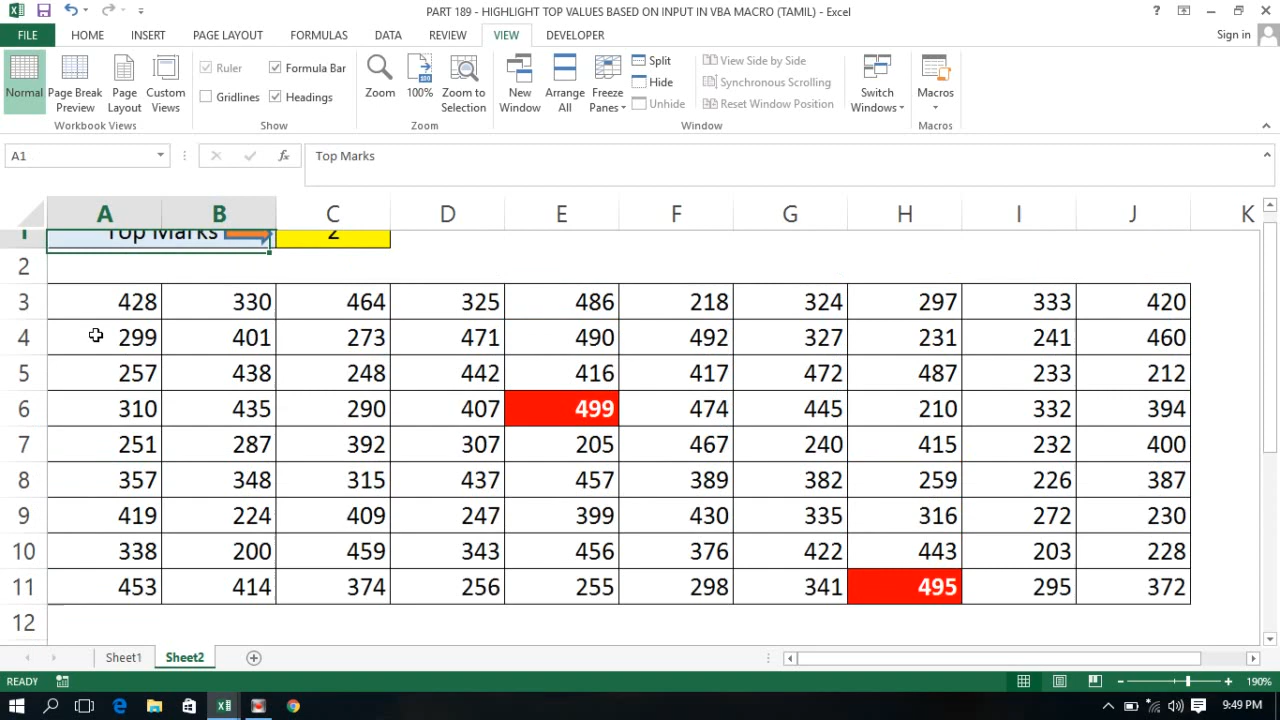 PART 189 - HIGHLIGHT TOP VALUES BASED ON INPUT IN VBA MACRO (TAMIL) - Excel
?
FILE HOME INSERT PAGE LAYOUT FORMULAS DATA REVIEW VIEW DEVELOPER Sign in
Normal
Page Break Preview
Page Layout
Custom Views
Workbook Views
Ruler
Formula Bar
Gridlines
Headings
Show
Zoom
100%
Zoom to Selection
Zoom
New Window
Arrange All
Freeze Panes
Split
Hide
Unhide
View Side by Side
Synchronous Scrolling
Reset Window Position
Switch Windows
Window
Macros
Macros
A1 fx Top Marks
A B C D E F G H I J K
1 Top Marks 2
2
3 428 330 464 325 486 218 324 297 333 420
4 299 401 273 471 490 492 327 231 241 460
5 257 438 248 442 416 417 472 487 233 212
6 310 435 290 407 499 474 445 210 332 394
7 251 287 392 307 205 467 240 415 232 400
8 357 348 315 437 457 389 382 259 226 387
9 419 224 409 247 399 430 335 316 272 230
10 338 200 459 343 456 376 422 443 203 228
11 453 414 374 256 255 298 341 495 295 372
12
Sheet1 Sheet2
READY 190%
9:49 PM